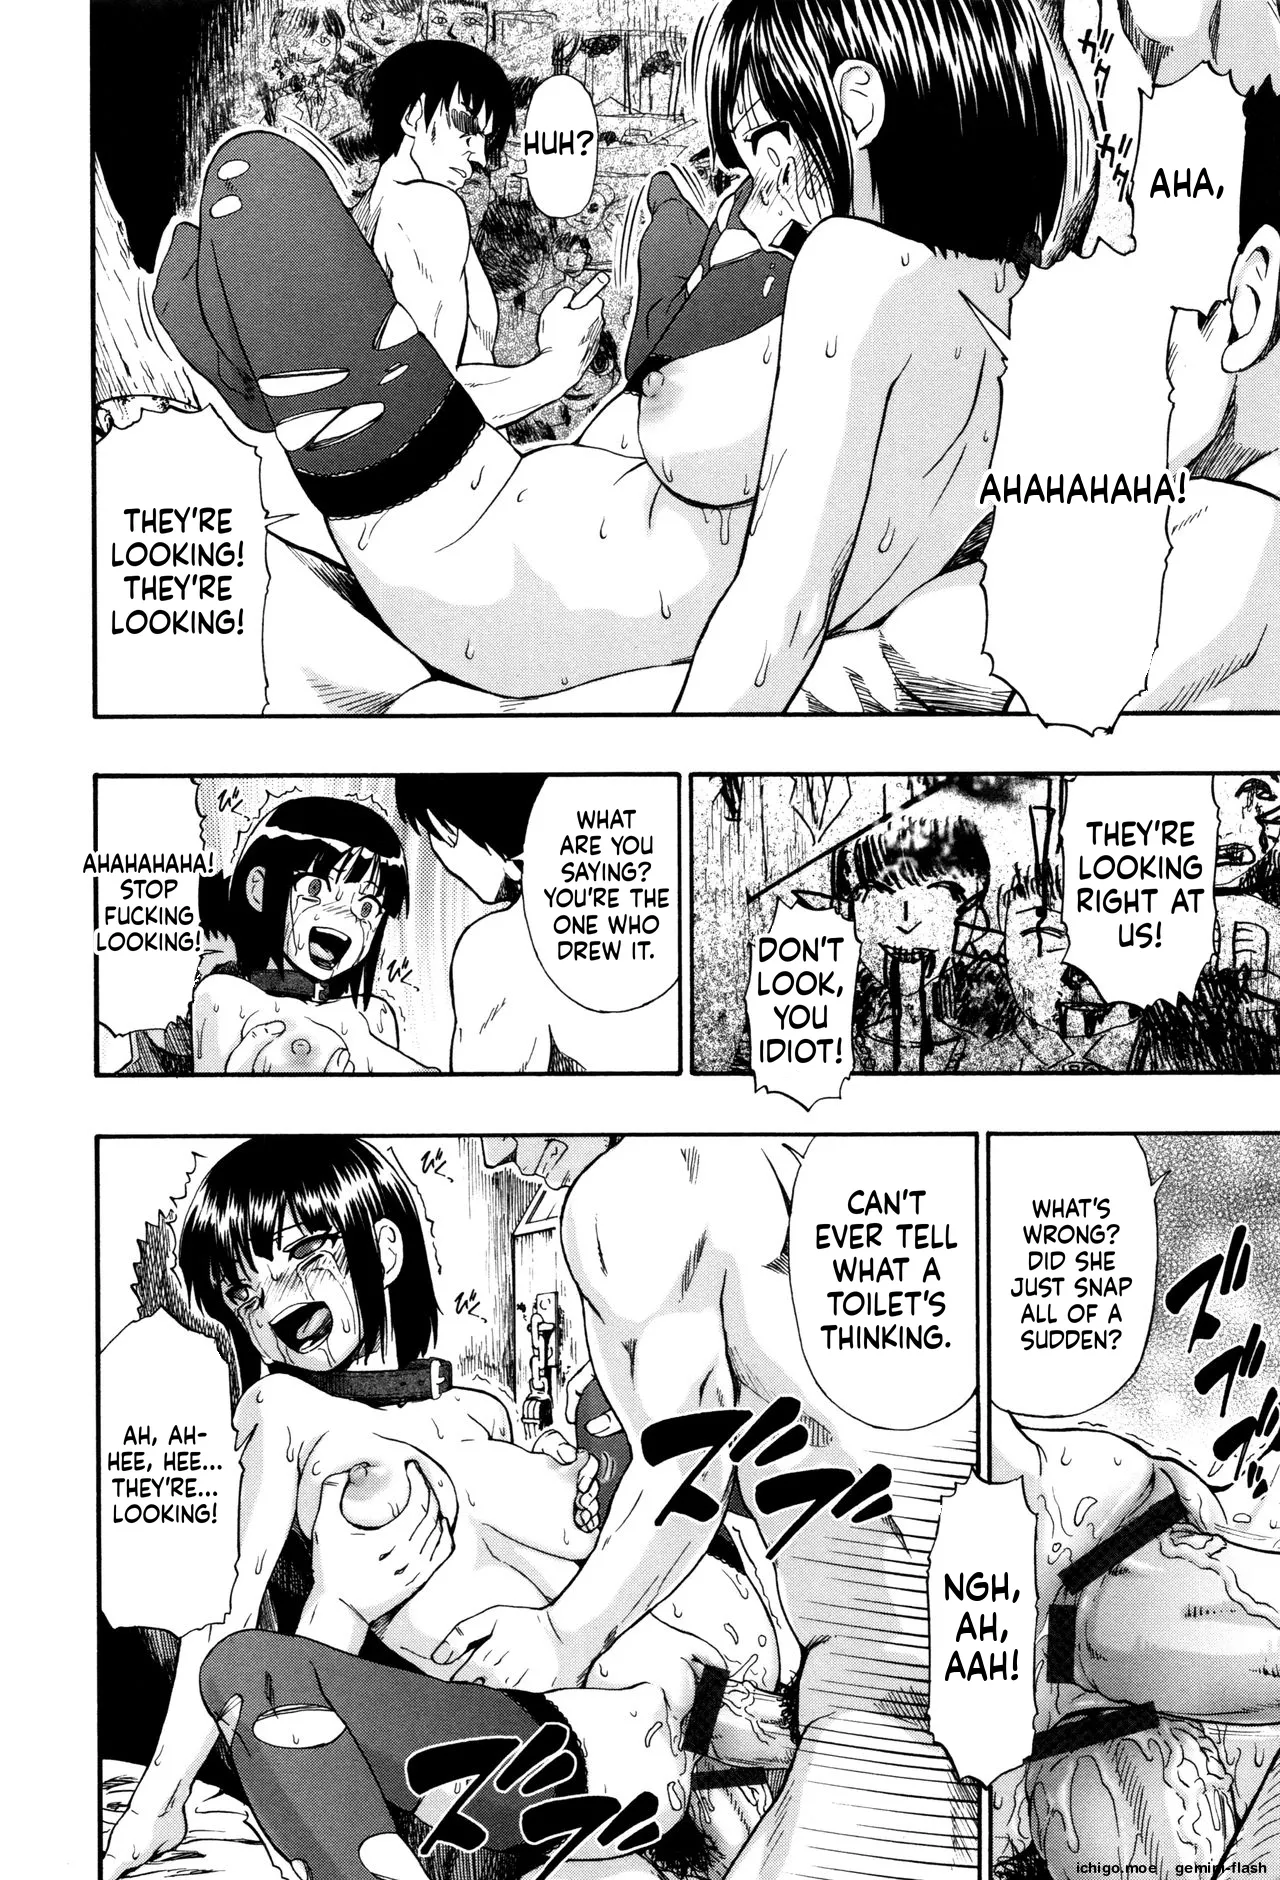 AHA,
AHAHAHAHA!
HUH?
THEY'RE
LOOKING!
THEY'RE
LOOKING!
THEY'RE
LOOKING
RIGHT AT
US!
DON'T
LOOK,
YOU
IDIOT!
WHAT
ARE YOU
SAYING?
YOU'RE THE
ONE WHO
DREW IT.
AHAHAHAHA!
STOP
FUCKING
LOOKING!
WHAT'S
WRONG?
DID SHE
JUST SNAP
ALL OF A
SUDDEN?
NGH,
AH,
AAH!
CAN'T
EVER TELL
WHAT A
TOILET'S
THINKING.
AH, AH-
HEE, HEE...
THEY'RE...
LOOKING!
ichigo.moe gemini-flash